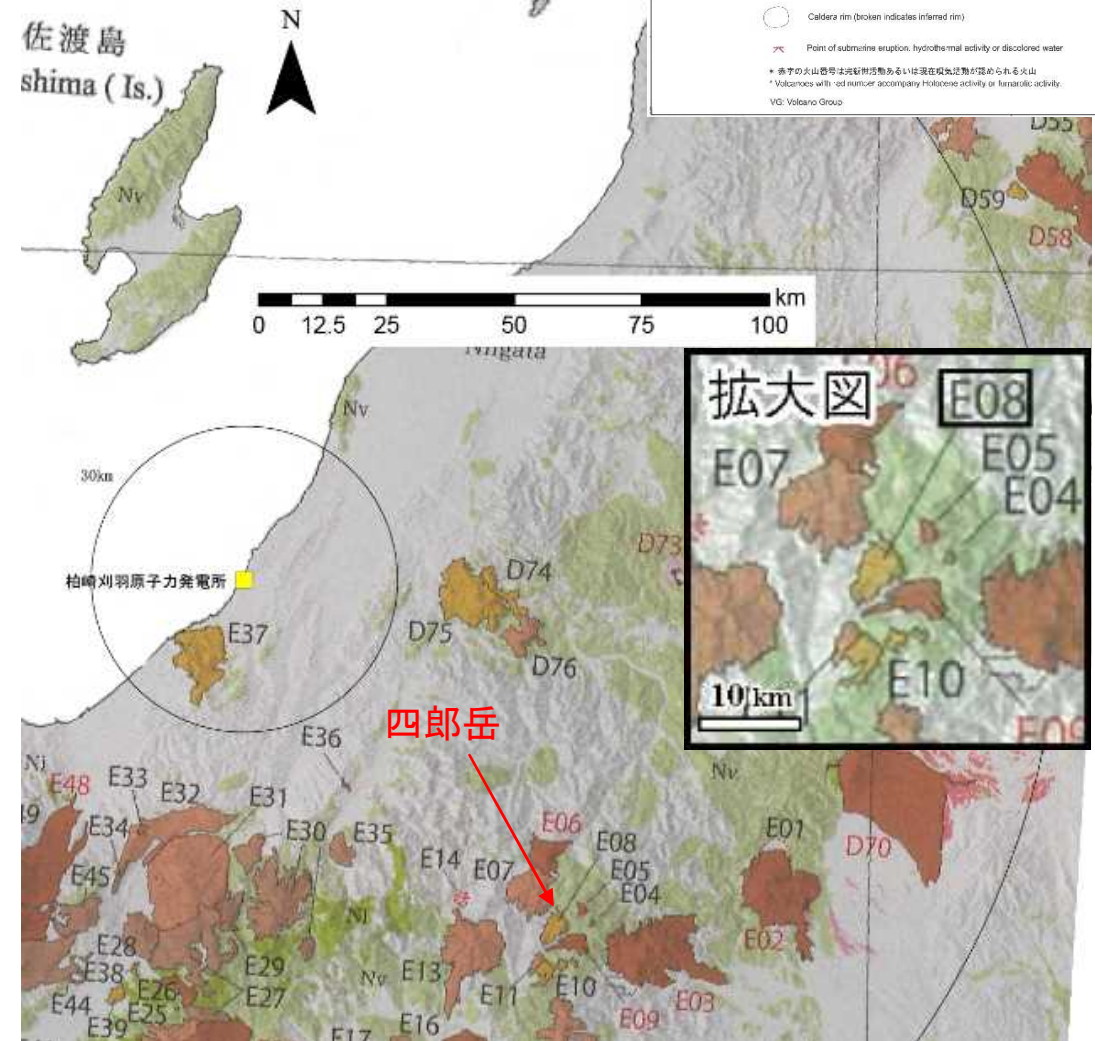 佐渡島
shima ( Is.)
N
Caldera rim (broken indicates inferred rim)
Point of submarine eruption, hydrothermal activity or discolored water
* 赤字の火山番号は完新世活動あるいは現在噴気活動が認められる火山
* Volcanoes with red number accompany Holocene activity or fumarolic activity.
VG: Volcano Group
D55
D59
D58
Nv
km
0 12.5 25 50 75 100
Niigata
Nv
30km
柏崎刈羽原子力発電所
E37
D73
D74
D75
D76
拡大図
06
E08
E07
E05
E04
E10
10 km
E09
四郎岳
E36
Nv
E48
E33
E32
E31
E34
E30
E35
E45
E14
E07
E06
E08
E05
E04
E01
D70
E28
E38
E29
E44
E26
E27
E39
E25
Nv
E13
E11
E10
E09
E03
E02
E16
E17